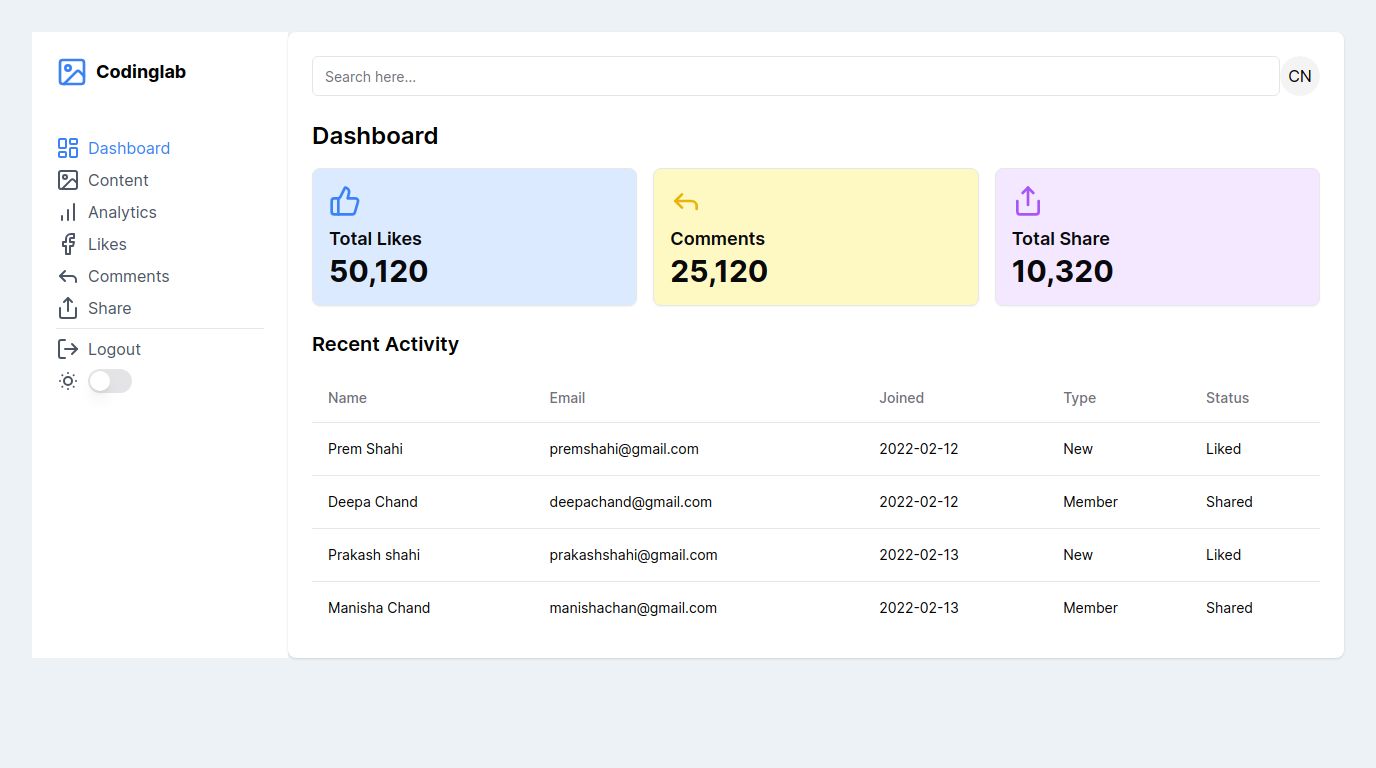 Codinglab
Dashboard
Content
Analytics
Likes
Comments
Share
Logout
Search here...
CN
Dashboard
Total Likes
50,120
Comments
25,120
Total Share
10,320
Recent Activity
Name Email Joined Type Status
Prem Shahi premshahi@gmail.com 2022-02-12 New Liked
Deepa Chand deepachand@gmail.com 2022-02-12 Member Shared
Prakash shahi prakashshahi@gmail.com 2022-02-13 New Liked
Manisha Chand manishachan@gmail.com 2022-02-13 Member Shared